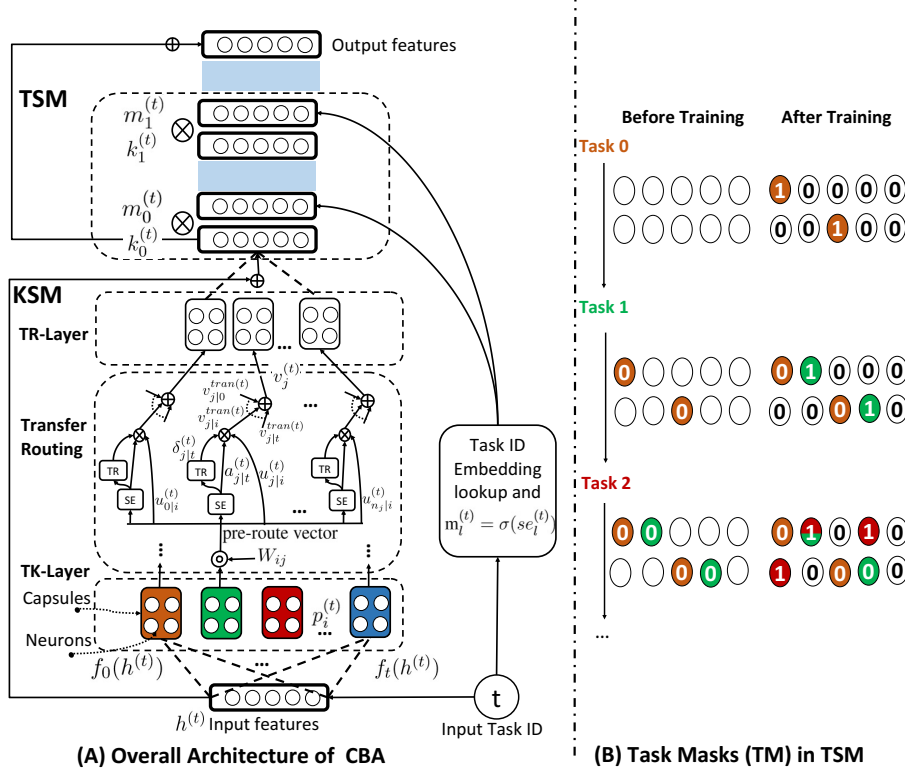 Output features
TSM
m_1^{(t)}
k_1^{(t)}
m_0^{(t)}
k_0^{(t)}
KSM
TR-Layer
...
v_j^{(t)}
v_{j|0}^{tran(t)}
v_{j|i}^{tran(t)}
v_{j|t}^{tran(t)}
...
Transfer
Routing
δ_{j|t}^{(t)}
TR TR TR
a_{j|t}^{(t)}
u_{j|i}^{(t)}
SE SE SE
u_{0|i}^{(t)}
u_{n_j|i}^{(t)}
pre-route vector
W_{ij}
TK-Layer
Capsules
p_i^{(t)}
...
Neurons
...
f_0(h^{(t)})
f_t(h^{(t)})
h^{(t)} Input features
Task ID
Embedding
lookup and
m_l^{(t)} = σ(se_l^{(t)})
t
Input Task ID
(A) Overall Architecture of CBA
Before Training After Training
Task 0
1 0 0 0 0
0 0 1 0 0
Task 1
0 0 1 0 0 0
0 0 0 0 1 0
Task 2
0 0 0 1 0 1 0
0 0 1 0 0 0 0
...
(B) Task Masks (TM) in TSM